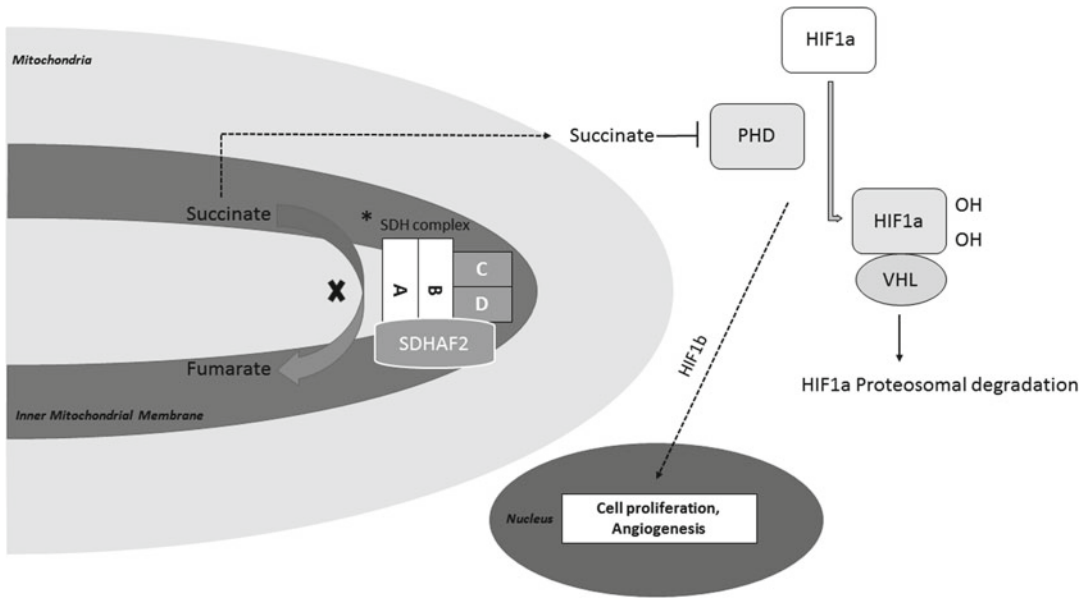 Mitochondria
HIF1a
Succinate
PHD
Succinate
*
SDH complex
HIF1a
OH
OH
A
B
C
D
VHL
SDHAF2
Fumarate
HIF1b
HIF1a Proteosomal degradation
Inner Mitochondrial Membrane
Nucleus
Cell proliferation,
Angiogenesis